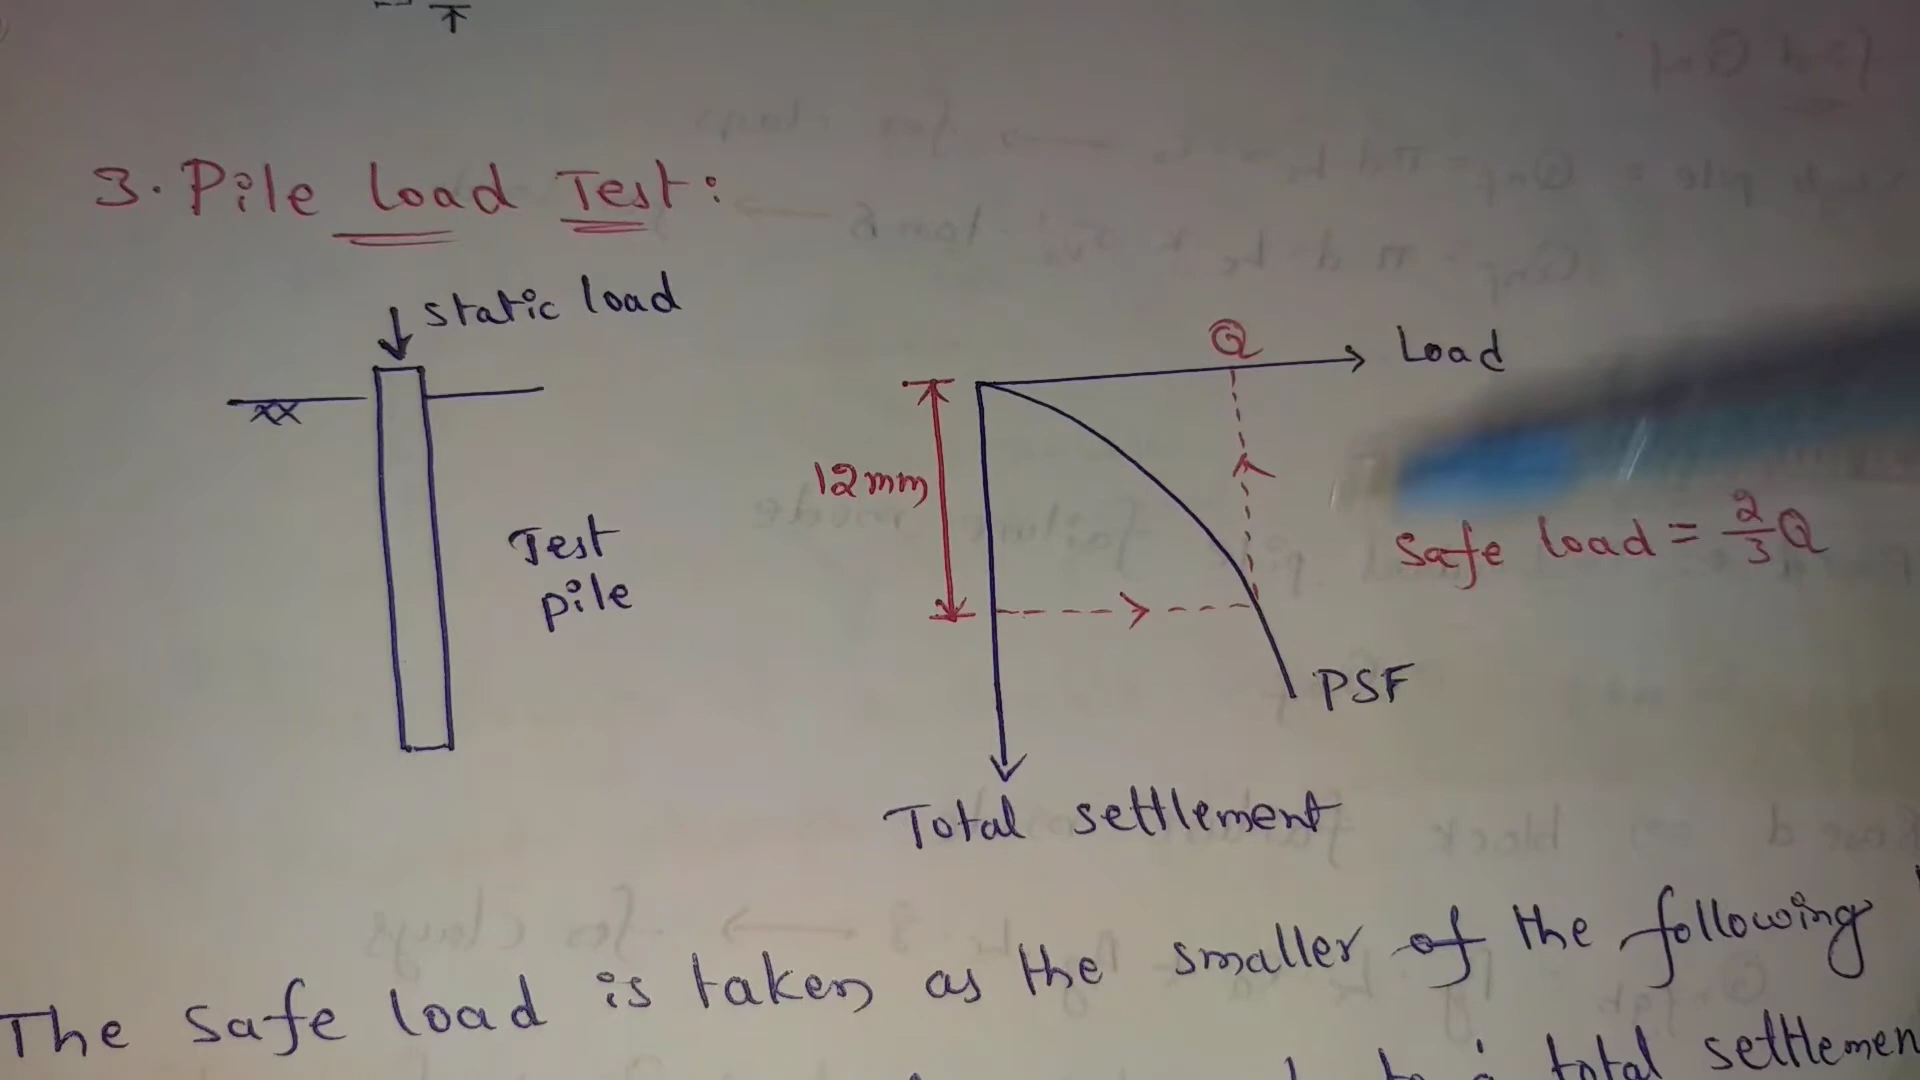 3. Pile Load Test:
static load
Test
pile
Q
Load
12mm
Safe load = 2/3 Q
PSF
Total settlement
The safe load is taken as the smaller of the following
to total settlemen